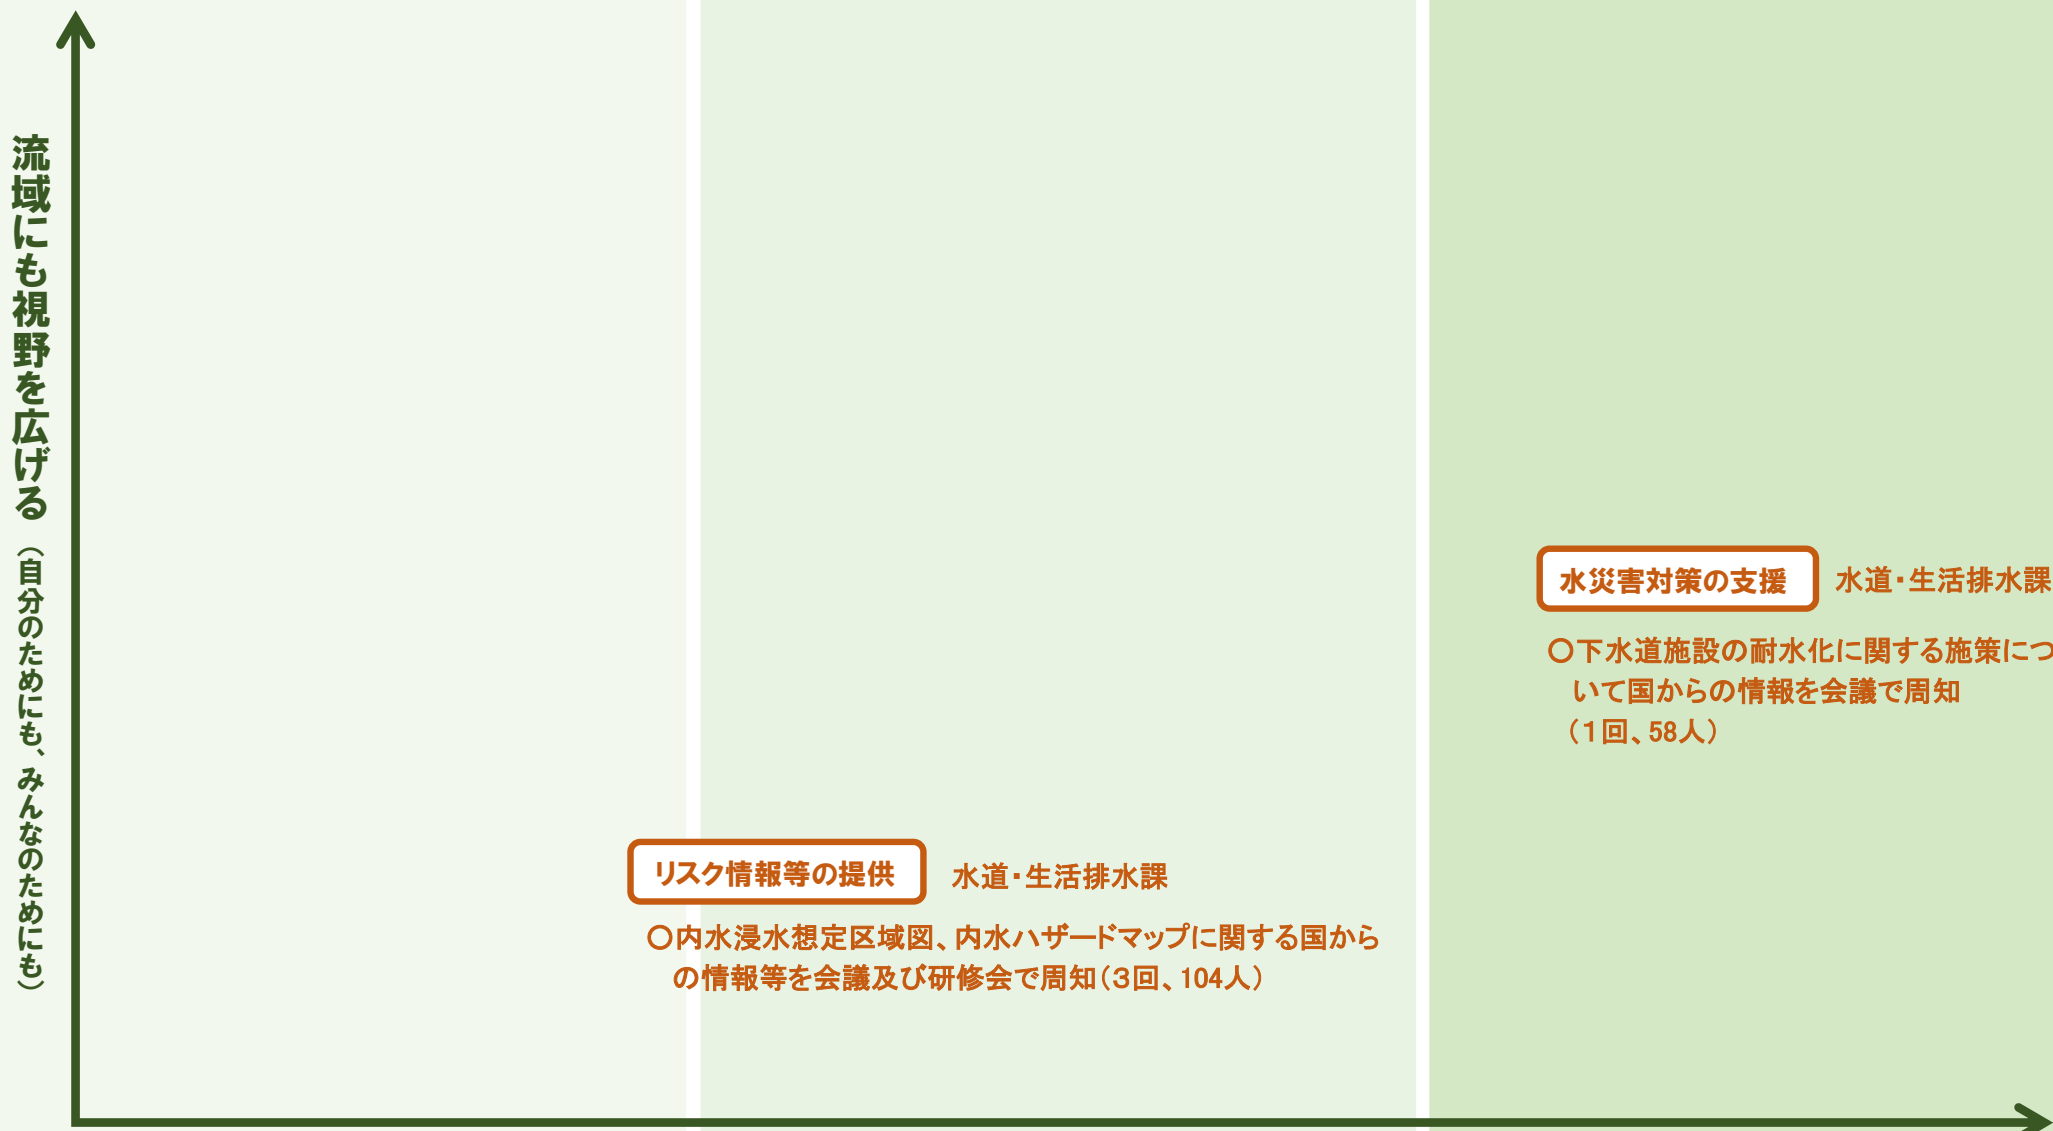 流域にも視野を広げる（自分のためにも、みんなのためにも）
水災害対策の支援
水道・生活排水課
〇下水道施設の耐水化に関する施策につ
いて国からの情報を会議で周知
（１回、58人）
リスク情報等の提供
水道・生活排水課
〇内水浸水想定区域図、内水ハザードマップに関する国から
の情報等を会議及び研修会で周知（３回、104人）